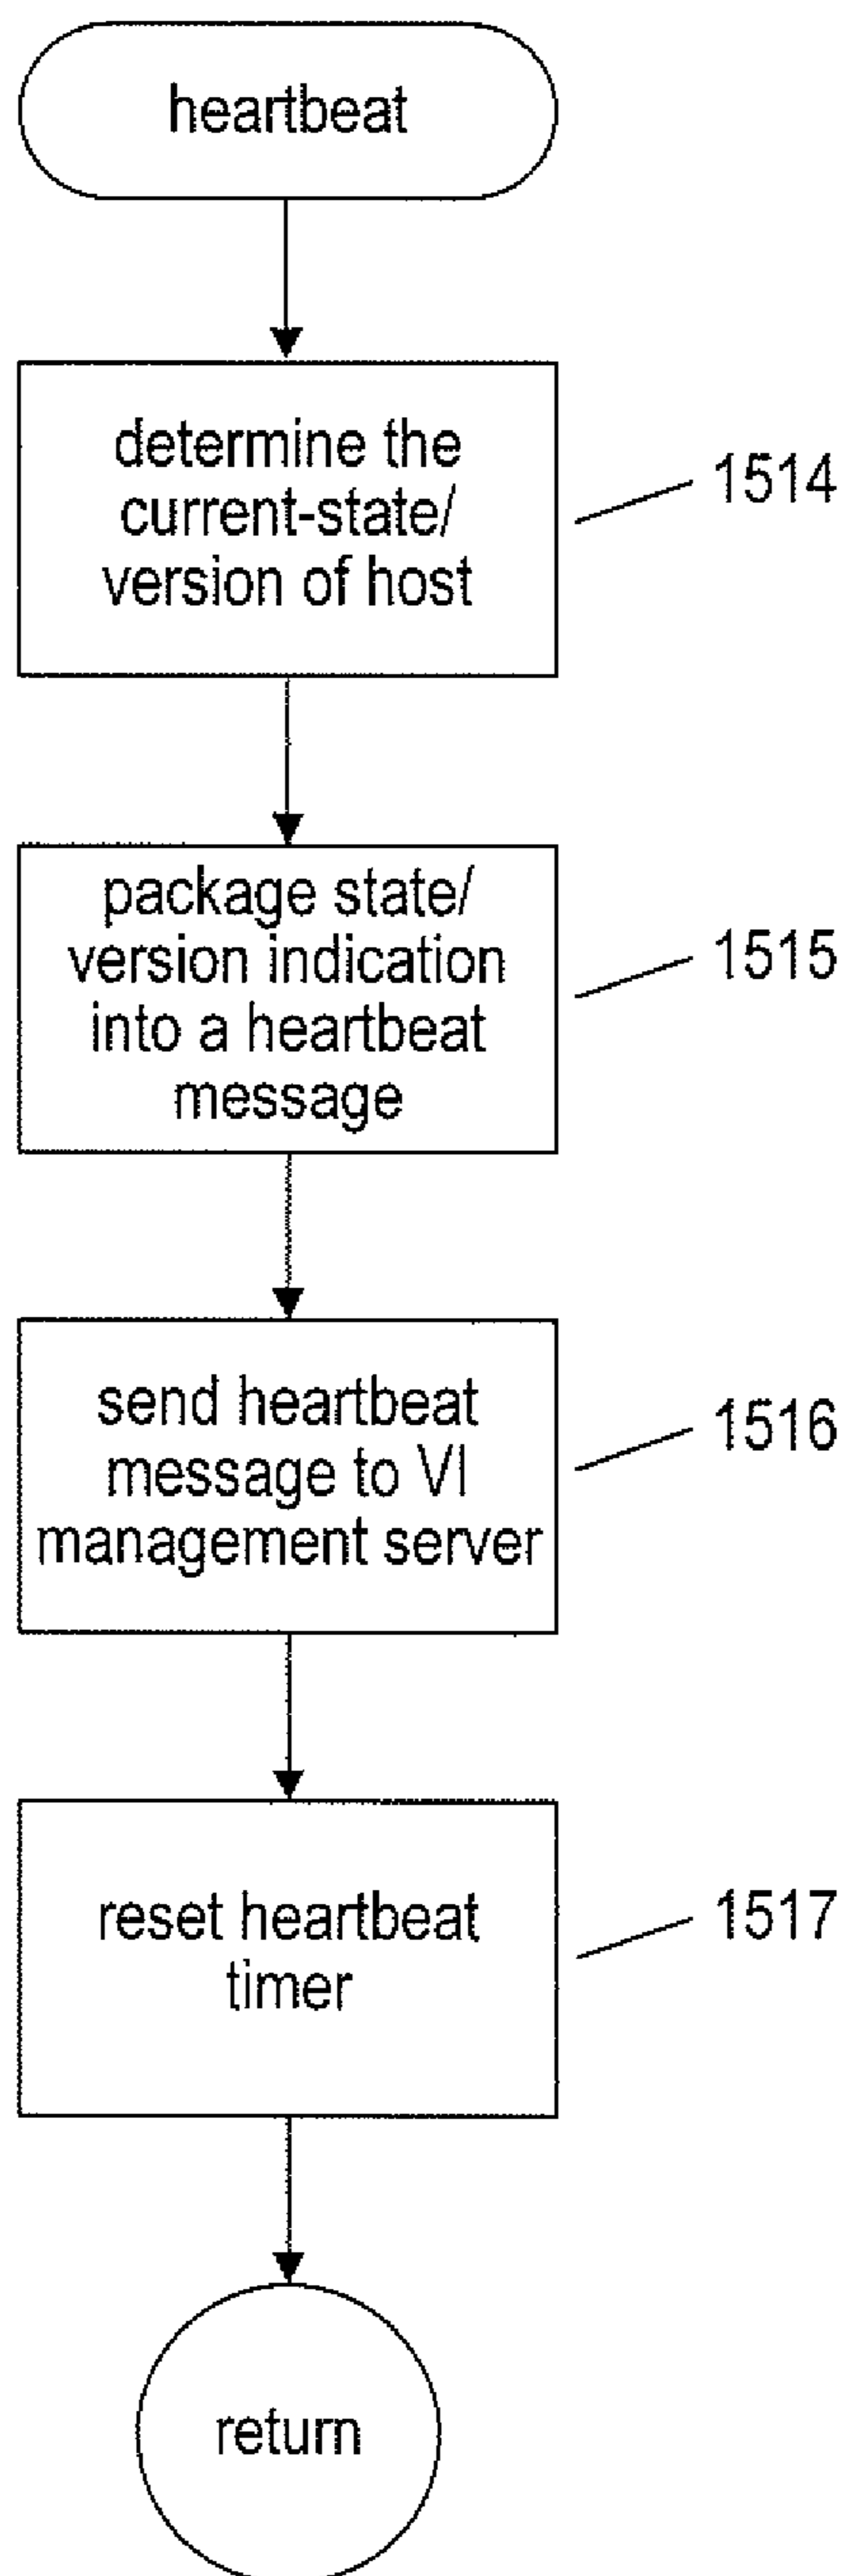 heartbeat
determine the
current-state/
version of host
1514
package state/
version indication
into a heartbeat
message
1515
send heartbeat
message to VI
management server
1516
reset heartbeat
timer
1517
return